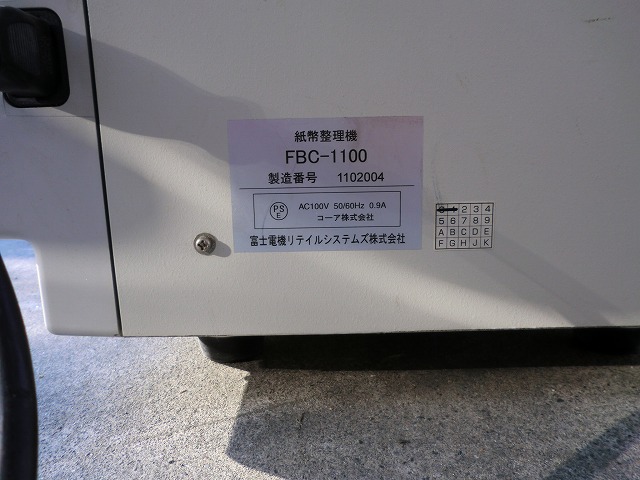 紙幣整理機
FBC-1100
製造番号 1102004
PS
E
AC100V 50/60Hz 0.9A
コーア株式会社
富士電機リテイルシステムズ株式会社
2 3 4
5 6 7 8 9
A B C D E
F G H J K